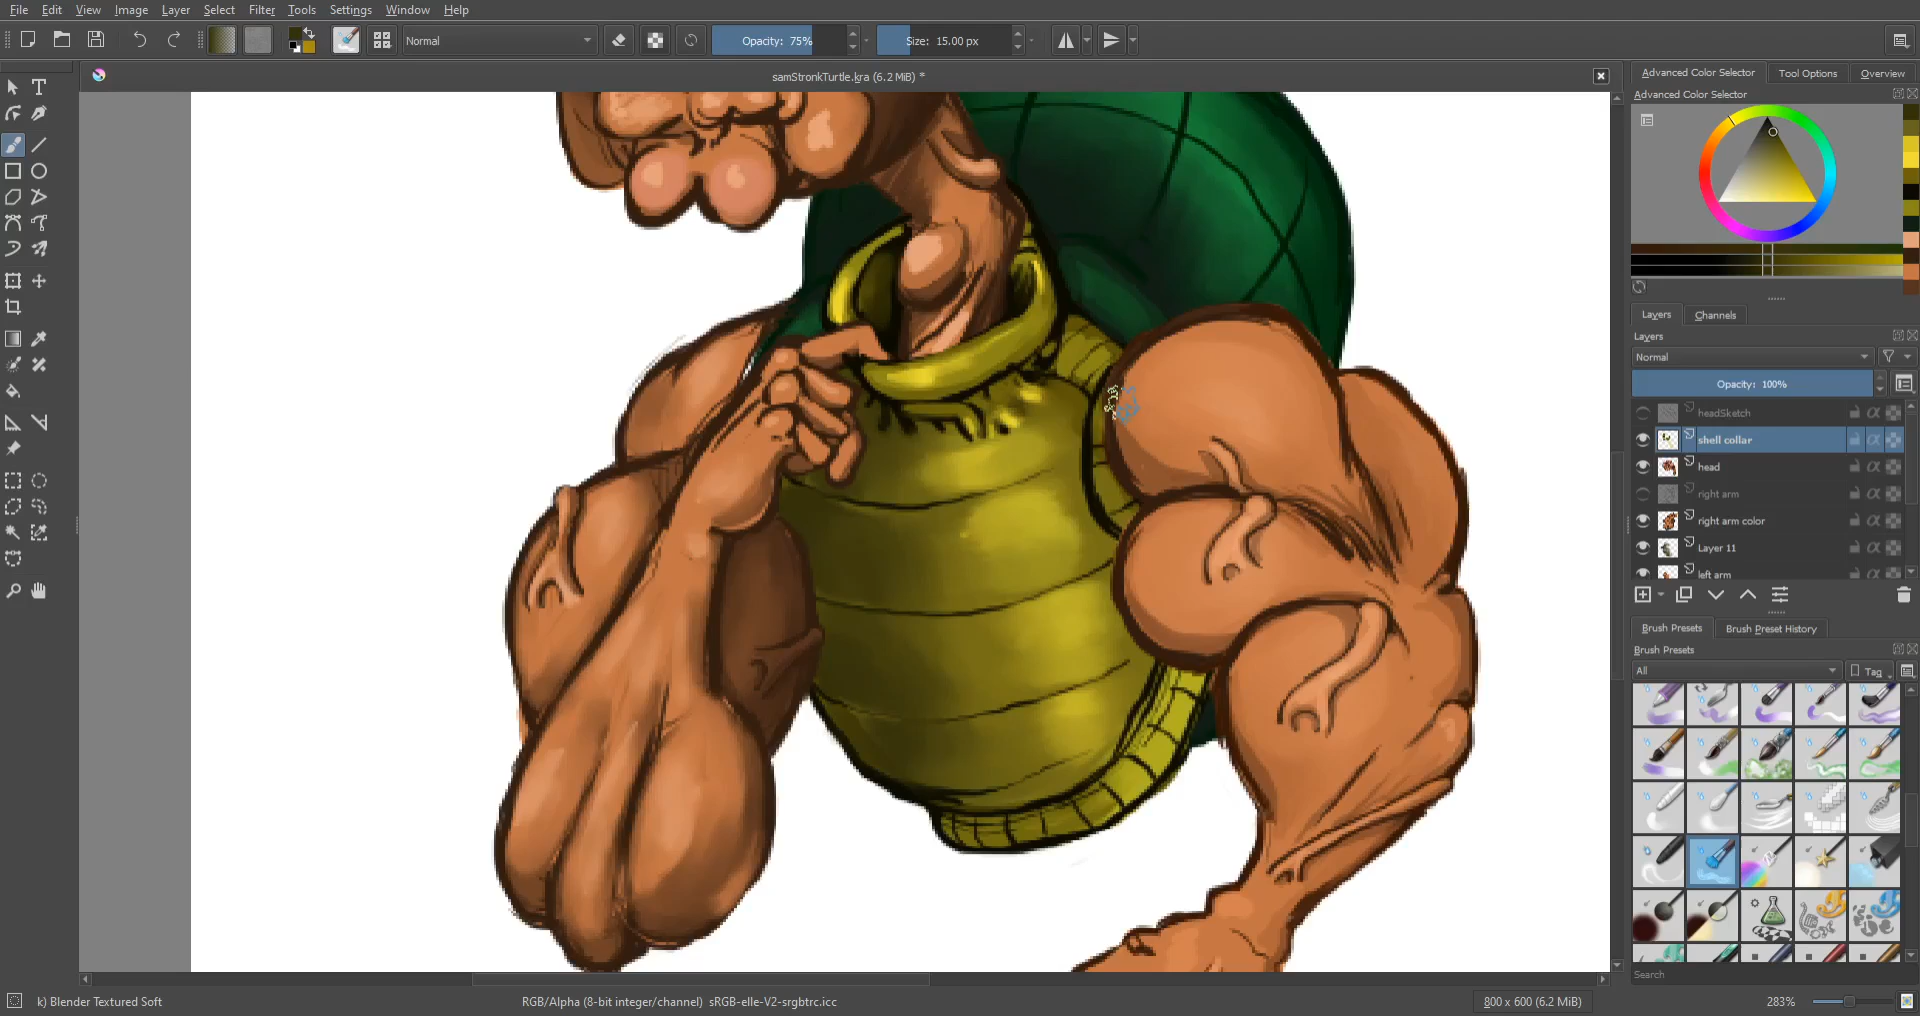 File Edit View Image Layer Select Filter Tools Settings Window Help
Normal Opacity: 75% Size: 15.00 px
samStronkTurtle.kra (6.2 MiB) *
Advanced Color Selector Tool Options Overview
Advanced Color Selector
Layers Channels
Layers
Normal
Opacity: 100%
headSketch
shell collar
head
right arm
right arm color
Layer 11
left arm
Brush Presets Brush Preset History
Brush Presets
All Tag
Search
k) Blender Textured Soft RGB/Alpha (8-bit integer/channel) sRGB-elle-V2-srgbtrc.icc 800 x 600 (6.2 MiB) 283%